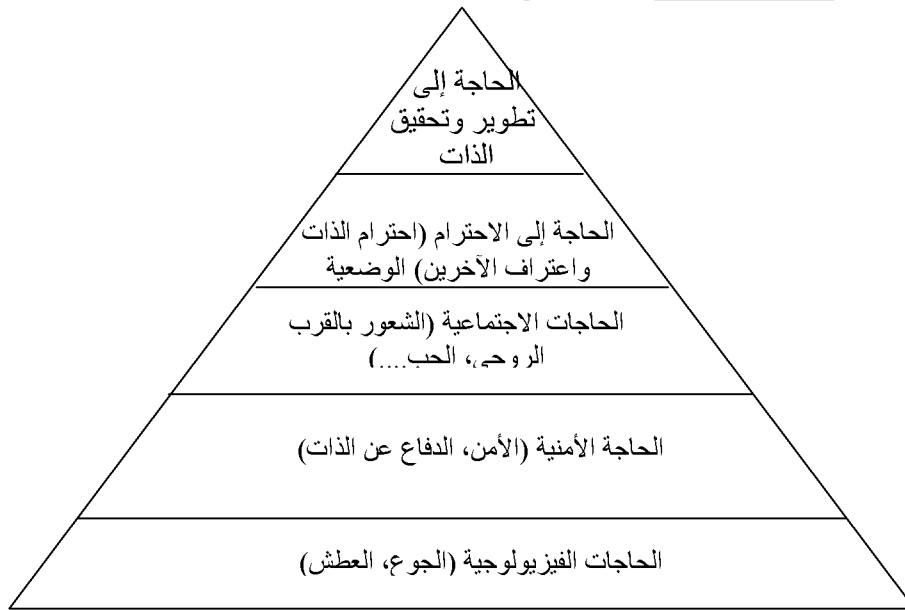 الحاجة إلى
تطوير وتحقيق
الذات
الحاجة إلى الاحترام (احترام الذات
واعتراف الآخرين) الوضعية
الحاجات الاجتماعية (الشعور بالقرب
الروحي، الحب....)
الحاجة الأمنية (الأمن، الدفاع عن الذات)
الحاجات الفيزيولوجية (الجوع، العطش)